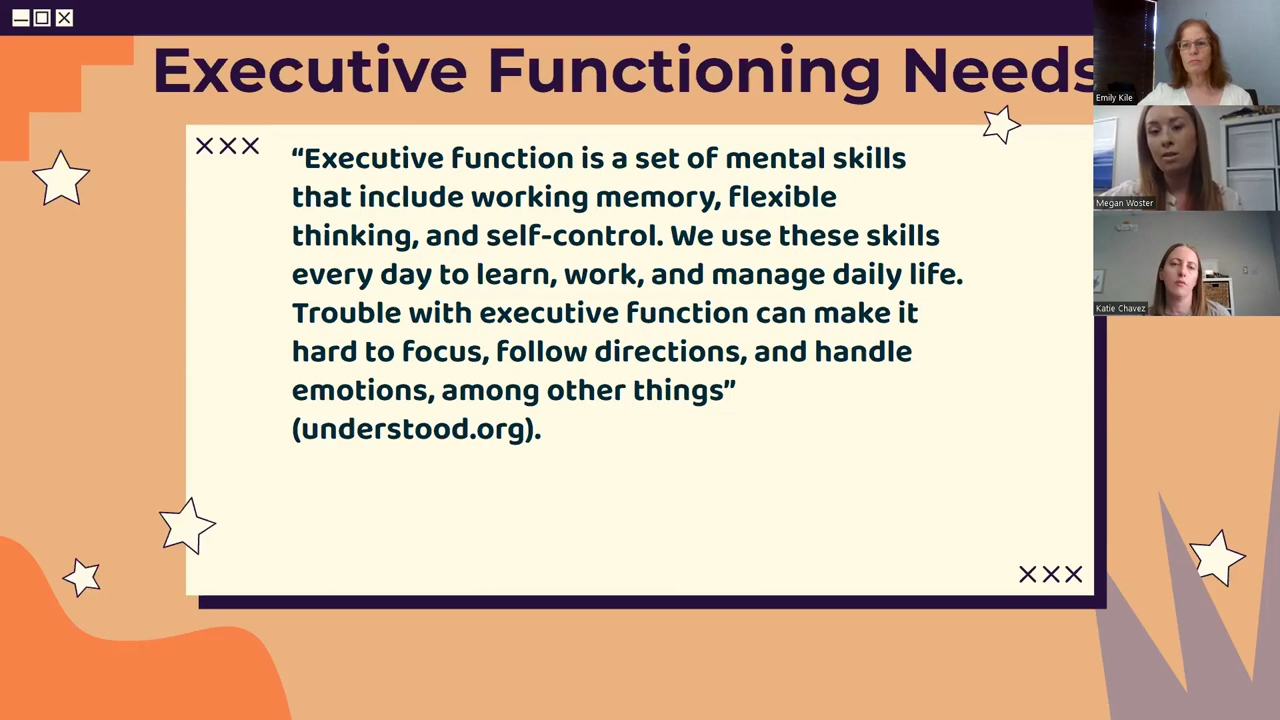 Executive Functioning Needs
“Executive function is a set of mental skills
that include working memory, flexible
thinking, and self-control. We use these skills
every day to learn, work, and manage daily life.
Trouble with executive function can make it
hard to focus, follow directions, and handle
emotions, among other things”
(understood.org).
Emily Kile
Megan Woster
Katie Chavez